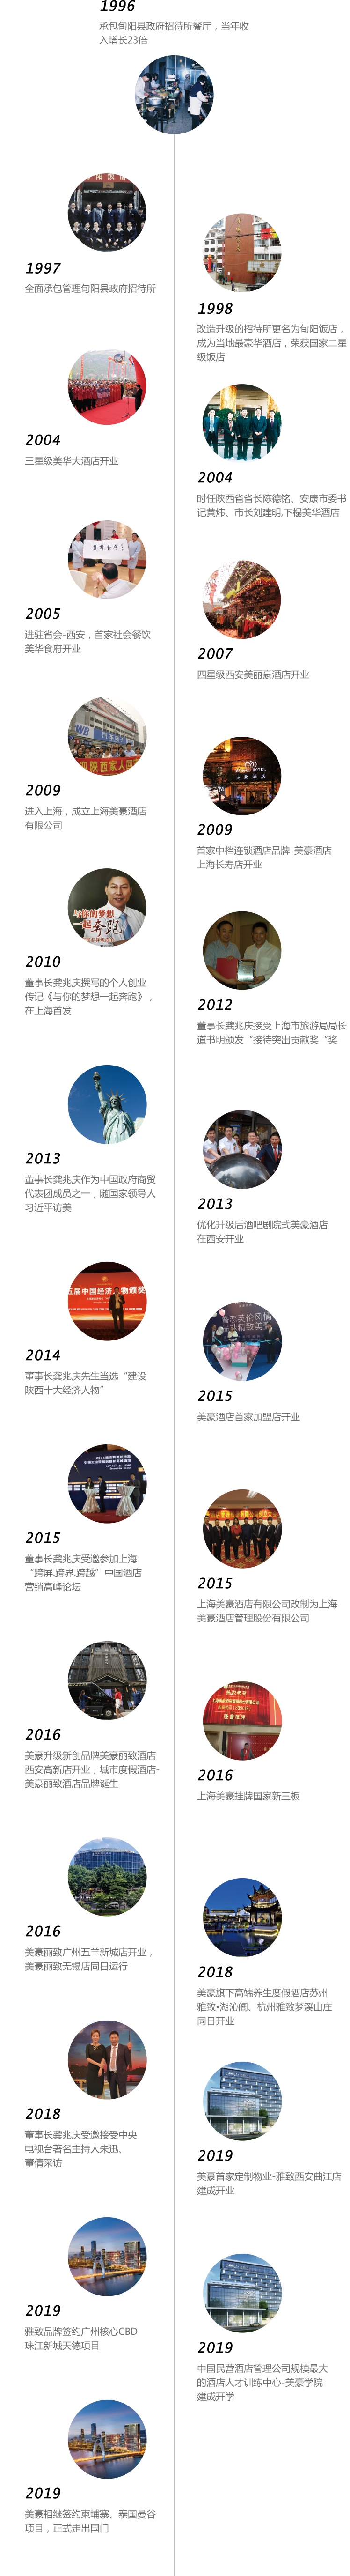 1996
承包旬阳县政府招待所餐厅，当年收
入增长23倍
1997
全面承包管理旬阳县政府招待所
1998
改造升级的招待所更名为旬阳饭店，
成为当地最豪华酒店，荣获国家二星
级饭店
2004
三星级美华大酒店开业
2004
时任陕西省省长陈德铭、安康市委书
记黄炜、市长刘建明,下榻美华酒店
2005
进驻省会-西安，首家社会餐饮
美华食府开业
2007
四星级西安美丽豪酒店开业
2009
进入上海，成立上海美豪酒店
有限公司
2009
首家中档连锁酒店品牌-美豪酒店
上海长寿店开业
与你的梦想
一起奔跑
2010
董事长龚兆庆撰写的个人创业
传记《与你的梦想一起奔跑》，
在上海首发
2012
董事长龚兆庆接受上海市旅游局局长
道书明颁发“接待突出贡献奖“奖
2013
董事长龚兆庆作为中国政府商贸
代表团成员之一，随国家领导人
习近平访美
2013
优化升级后酒吧剧院式美豪酒店
在西安开业
2014
董事长龚兆庆先生当选“建设
陕西十大经济人物”
2015
美豪酒店首家加盟店开业
2015
董事长龚兆庆受邀参加上海
“跨屏.跨界.跨越”中国酒店
营销高峰论坛
2015
上海美豪酒店有限公司改制为上海
美豪酒店管理股份有限公司
2016
美豪升级新创品牌美豪丽致酒店
西安高新店开业，城市度假酒店-
美豪丽致酒店品牌诞生
2016
上海美豪挂牌国家新三板
2016
美豪丽致广州五羊新城店开业，
美豪丽致无锡店同日运行
2018
美豪旗下高端养生度假酒店苏州
雅致•湖沁阁、杭州雅致梦溪山庄
同日开业
2018
董事长龚兆庆受邀接受中央
电视台著名主持人朱迅、
董倩采访
2019
美豪首家定制物业-雅致西安曲江店
建成开业
2019
雅致品牌签约广州核心CBD
珠江新城天德项目
2019
中国民营酒店管理公司规模最大
的酒店人才训练中心-美豪学院
建成开学
2019
美豪相继签约柬埔寨、泰国曼谷
项目，正式走出国门